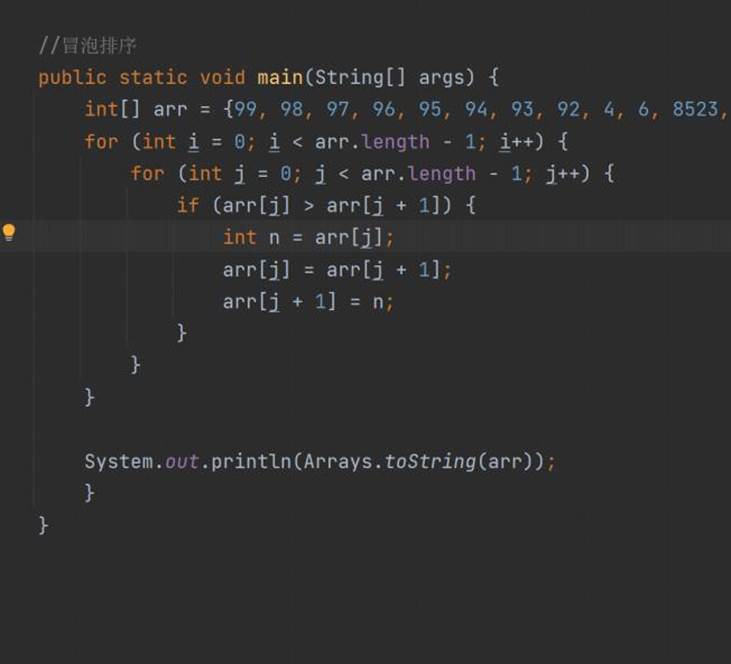 //冒泡排序
public static void main(String[] args) {
int[] arr = {99, 98, 97, 96, 95, 94, 93, 92, 4, 6, 8523,
for (int i = 0; i < arr.length - 1; i++) {
for (int j = 0; j < arr.length - 1; j++) {
if (arr[j] > arr[j + 1]) {
int n = arr[j];
arr[j] = arr[j + 1];
arr[j + 1] = n;
}
}
}
System.out.println(Arrays.toString(arr));
}
}